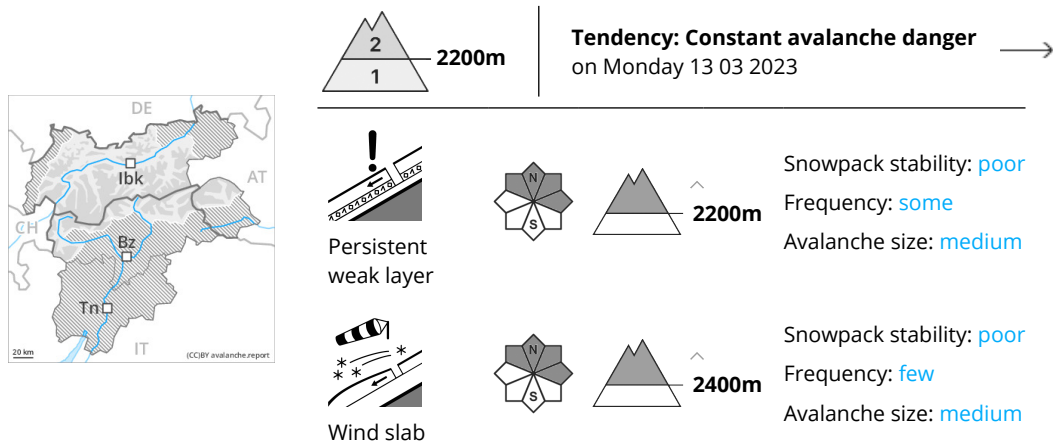 2
1
2200m
Tendency: Constant avalanche danger
on Monday 13 03 2023
DE
Ibk
AT
CH
Bz
Tn
IT
20 km
(CC)BY avalanche.report
Persistent
weak layer
N
S
2200m
Snowpack stability: poor
Frequency: some
Avalanche size: medium
Wind slab
N
S
2400m
Snowpack stability: poor
Frequency: few
Avalanche size: medium